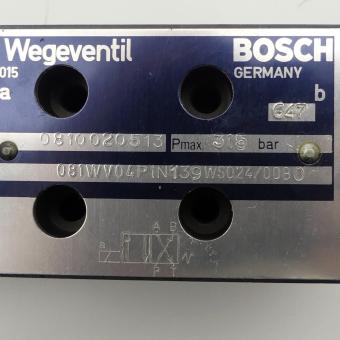 Wegeventil BOSCH
015 GERMANY
a b
647
0810020513 Pmax 315 bar
081WV04P1N139WS024/00B0
A B
a
P T